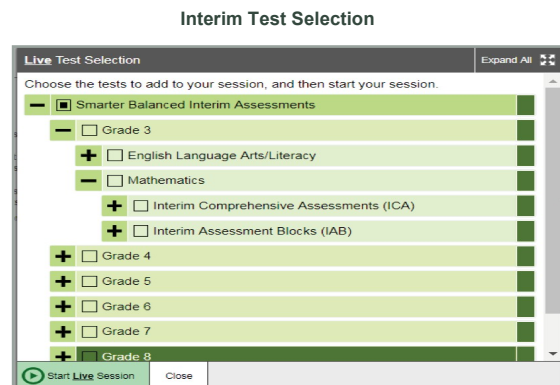 Interim Test Selection
Live Test Selection
Expand All
Choose the tests to add to your session, and then start your session.
Smarter Balanced Interim Assessments
Grade 3
English Language Arts/Literacy
Mathematics
Interim Comprehensive Assessments (ICA)
Interim Assessment Blocks (IAB)
Grade 4
Grade 5
Grade 6
Grade 7
Grade 8
Start Live Session
Close